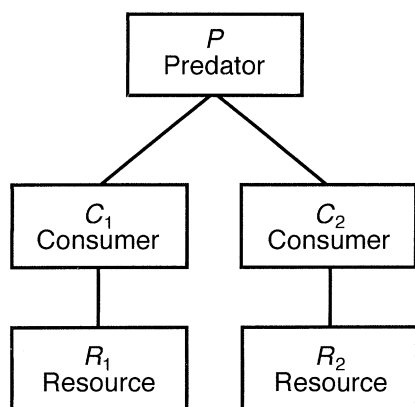 P
Predator
C₁
Consumer
C₂
Consumer
R₁
Resource
R₂
Resource